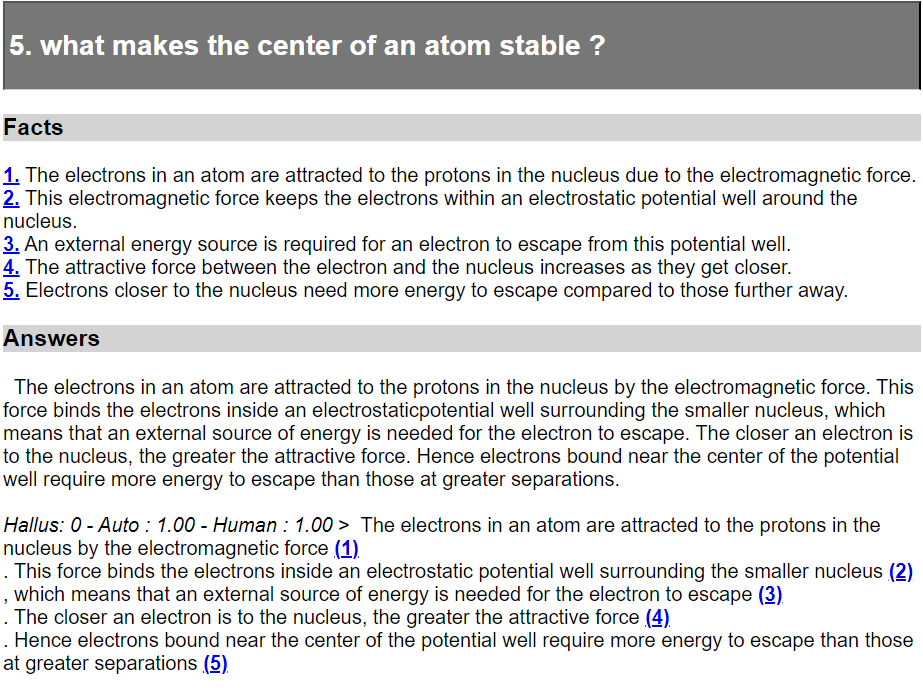 5. what makes the center of an atom stable ?
Facts
1. The electrons in an atom are attracted to the protons in the nucleus due to the electromagnetic force.
2. This electromagnetic force keeps the electrons within an electrostatic potential well around the
nucleus.
3. An external energy source is required for an electron to escape from this potential well.
4. The attractive force between the electron and the nucleus increases as they get closer.
5. Electrons closer to the nucleus need more energy to escape compared to those further away.
Answers
The electrons in an atom are attracted to the protons in the nucleus by the electromagnetic force. This
force binds the electrons inside an electrostaticpotential well surrounding the smaller nucleus, which
means that an external source of energy is needed for the electron to escape. The closer an electron is
to the nucleus, the greater the attractive force. Hence electrons bound near the center of the potential
well require more energy to escape than those at greater separations.
Hallus: 0 - Auto : 1.00 - Human : 1.00 > The electrons in an atom are attracted to the protons in the
nucleus by the electromagnetic force (1)
. This force binds the electrons inside an electrostatic potential well surrounding the smaller nucleus (2)
, which means that an external source of energy is needed for the electron to escape (3)
. The closer an electron is to the nucleus, the greater the attractive force (4)
. Hence electrons bound near the center of the potential well require more energy to escape than those
at greater separations (5)